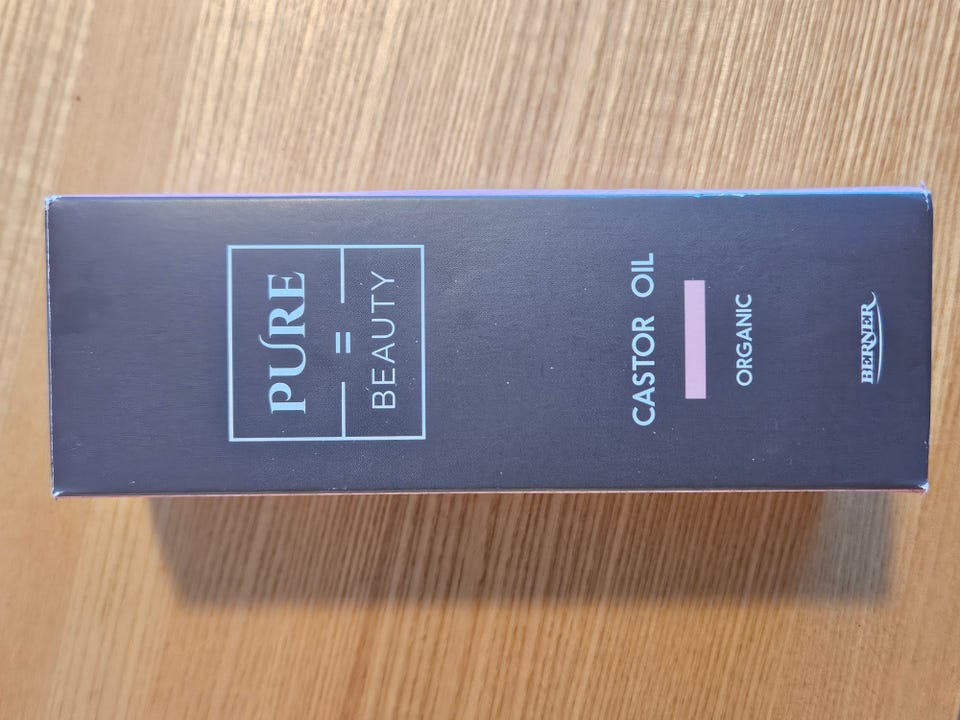 PURE
=
BEAUTY
CASTOR OIL
ORGANIC
BERNER